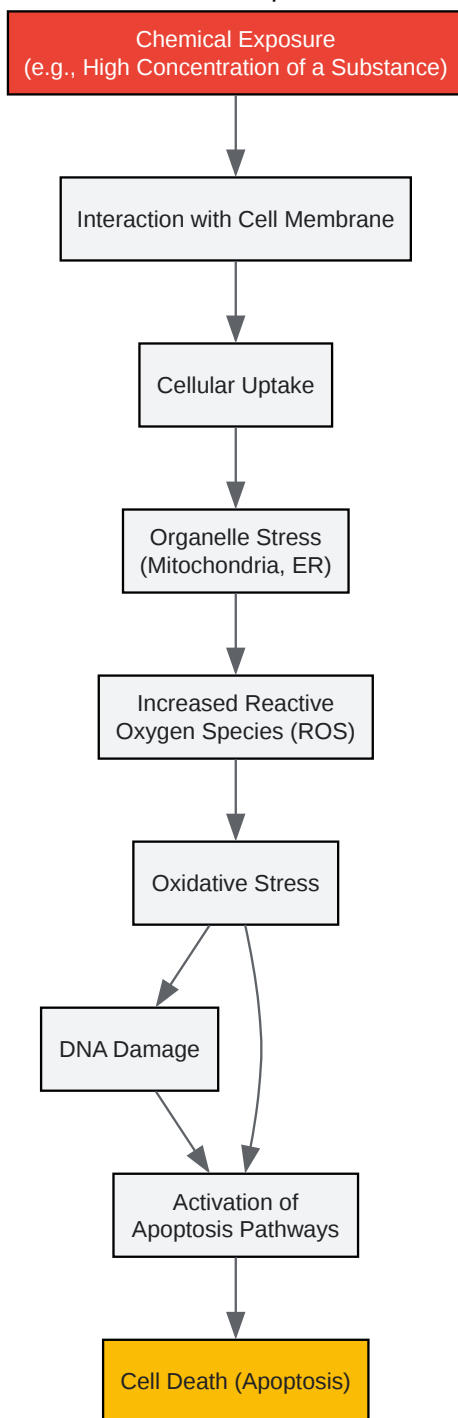 Chemical Exposure
(e.g., High Concentration of a Substance)
Interaction with Cell Membrane
Cellular Uptake
Organelle Stress
(Mitochondria, ER)
Increased Reactive
Oxygen Species (ROS)
Oxidative Stress
DNA Damage
Activation of
Apoptosis Pathways
Cell Death (Apoptosis)